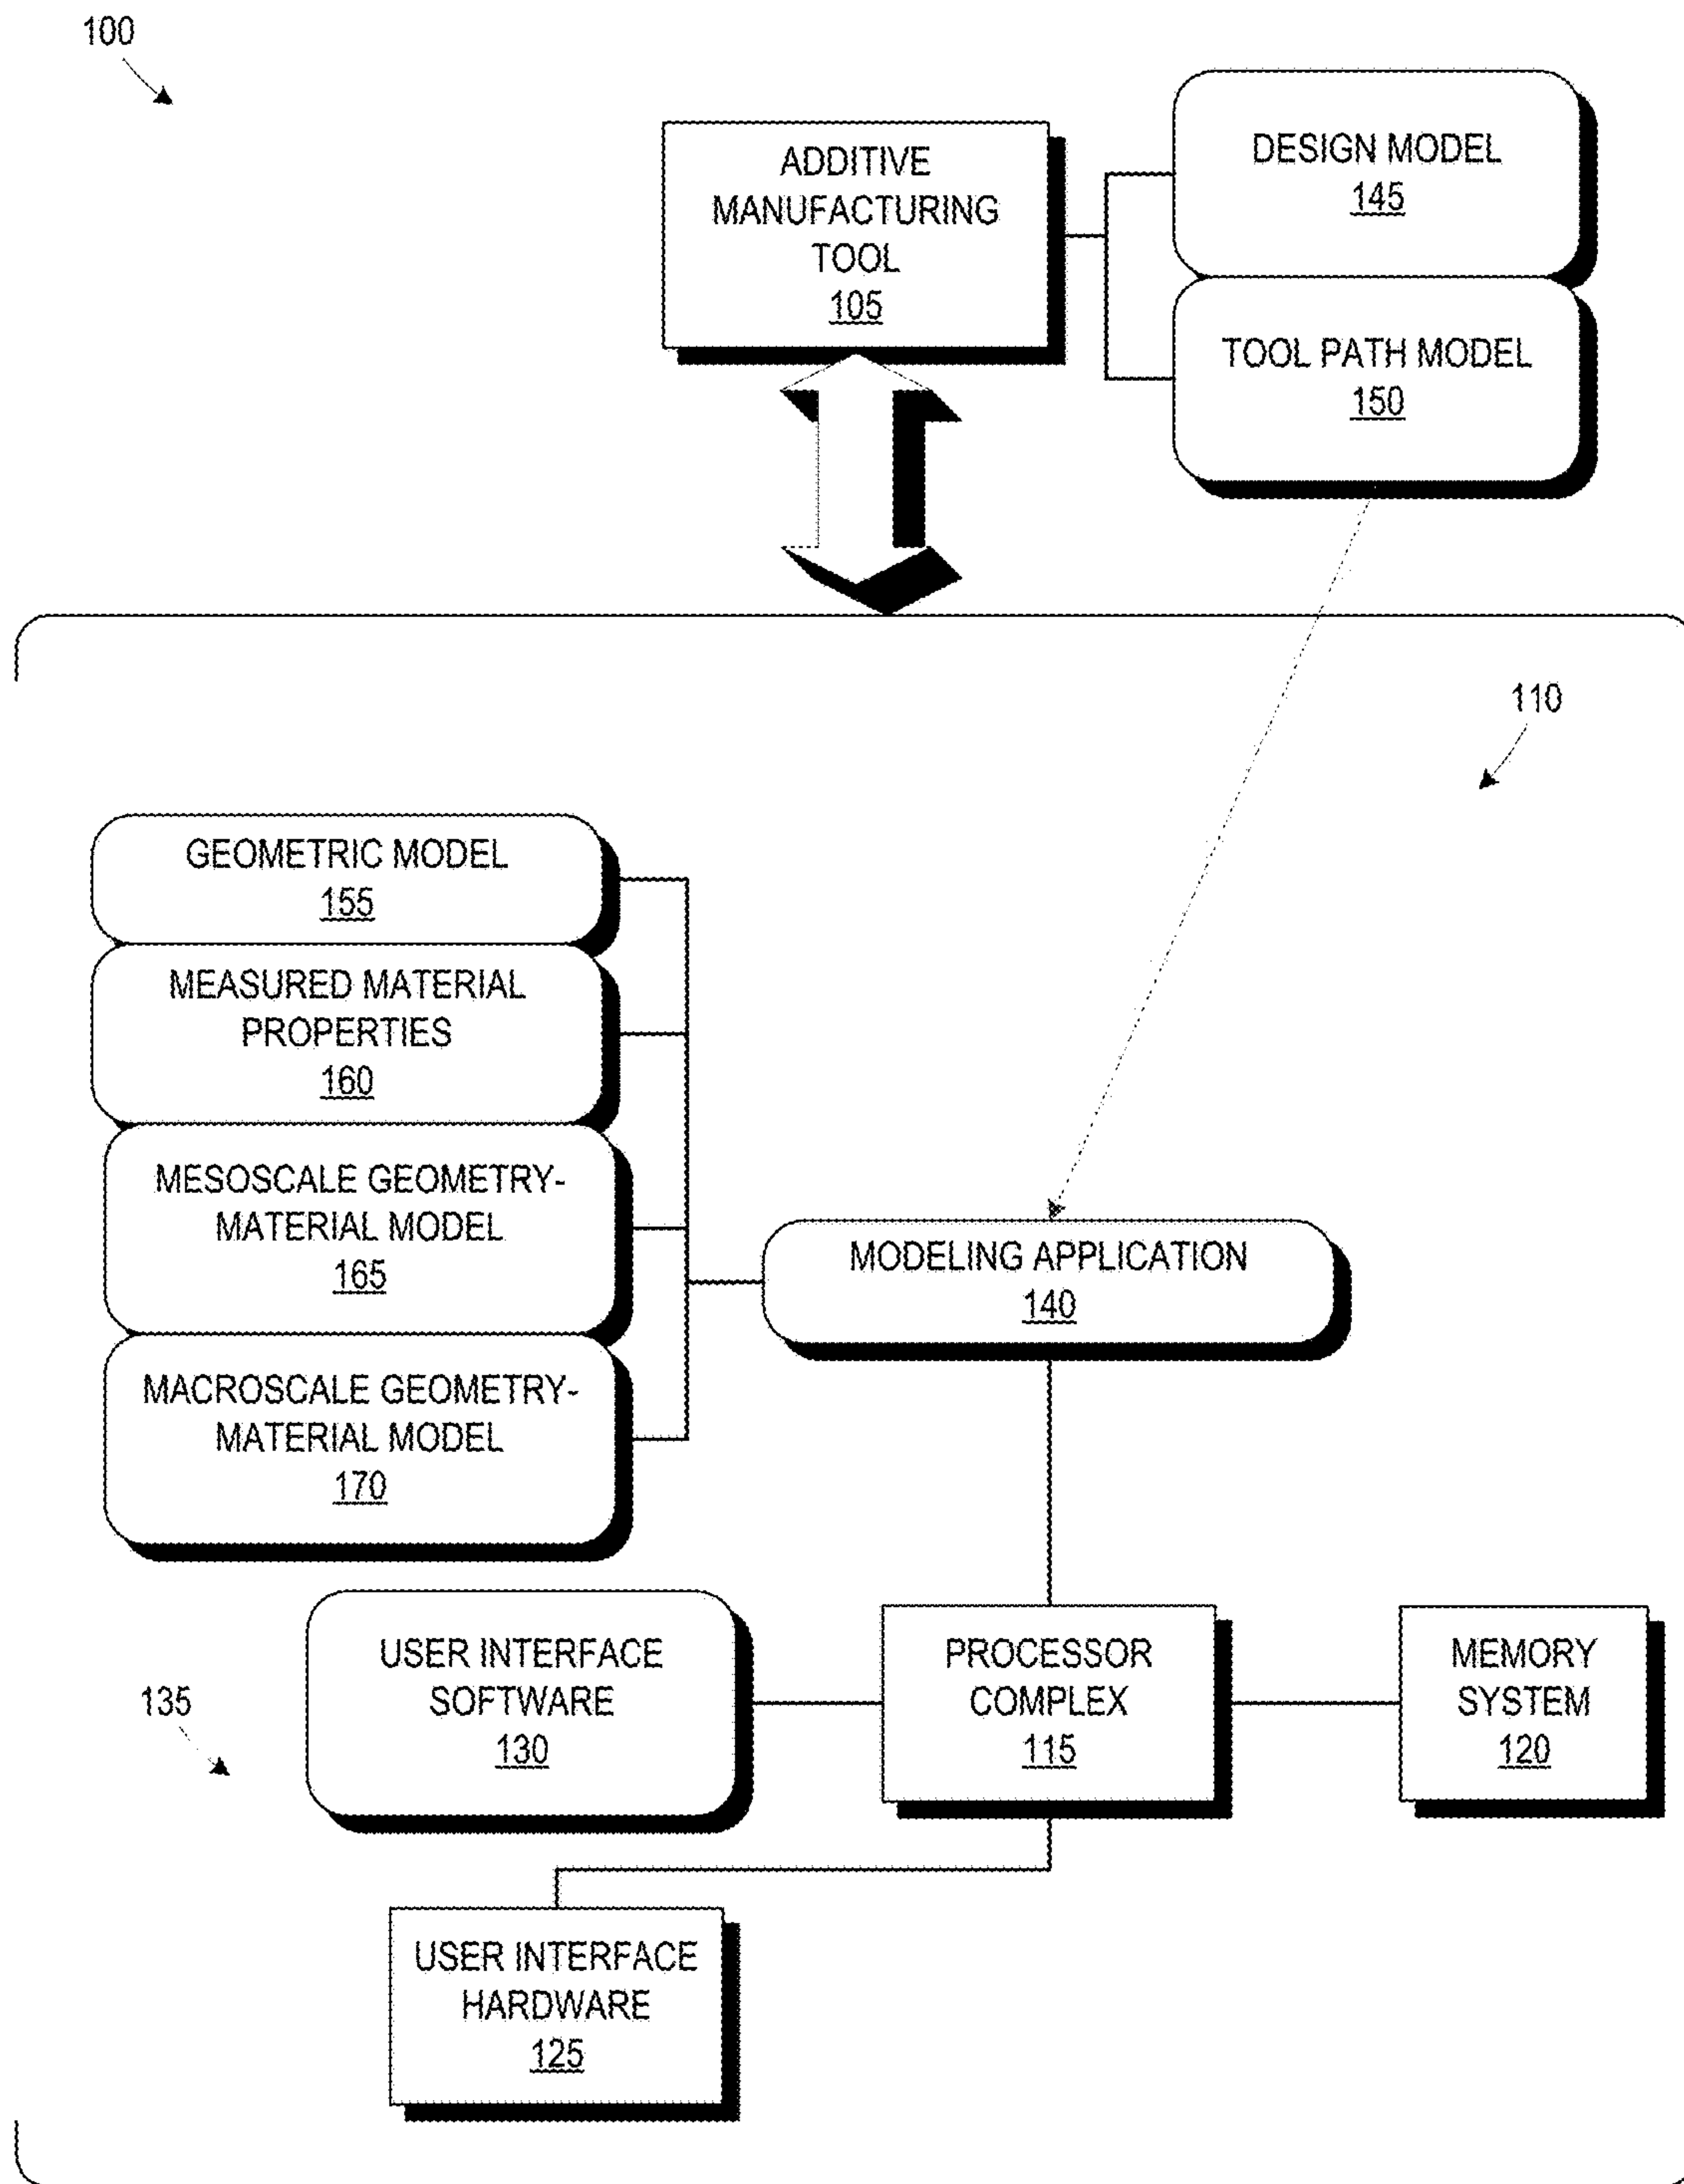 100
ADDITIVE
MANUFACTURING
TOOL
105
DESIGN MODEL
145
TOOL PATH MODEL
150
110
GEOMETRIC MODEL
155
MEASURED MATERIAL
PROPERTIES
160
MESOSCALE GEOMETRY-
MATERIAL MODEL
165
MACROSCALE GEOMETRY-
MATERIAL MODEL
170
MODELING APPLICATION
140
135
USER INTERFACE
SOFTWARE
130
PROCESSOR
COMPLEX
115
MEMORY
SYSTEM
120
USER INTERFACE
HARDWARE
125